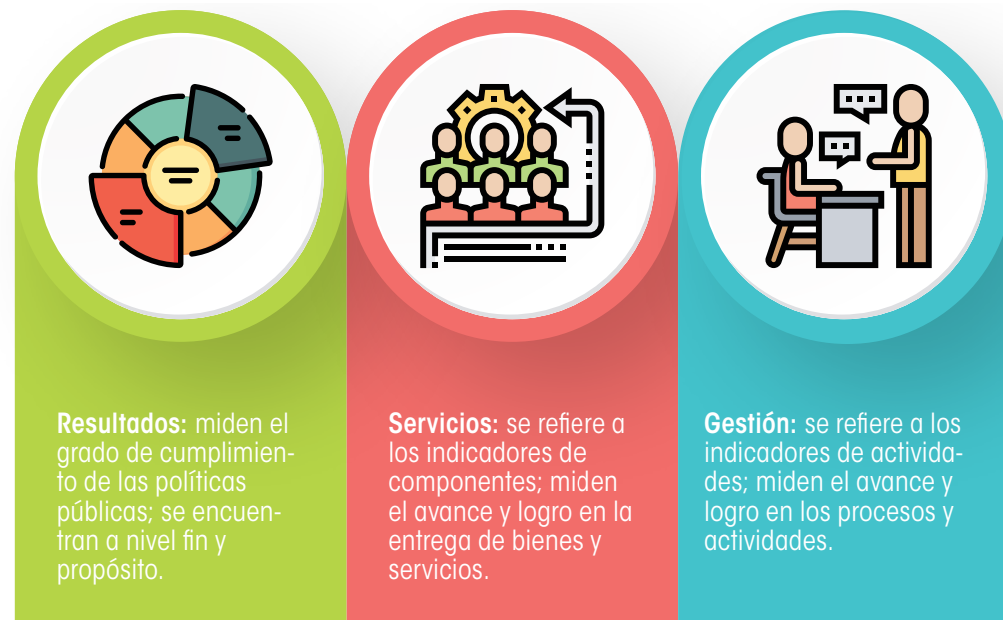 Resultados: miden el
grado de cumplimien-
to de las políticas
públicas; se encuen-
tran a nivel fin y
propósito.
Servicios: se refiere a
los indicadores de
componentes; miden
el avance y logro en la
entrega de bienes y
servicios.
Gestión: se refiere a los
indicadores de activida-
des; miden el avance y
logro en los procesos y
actividades.